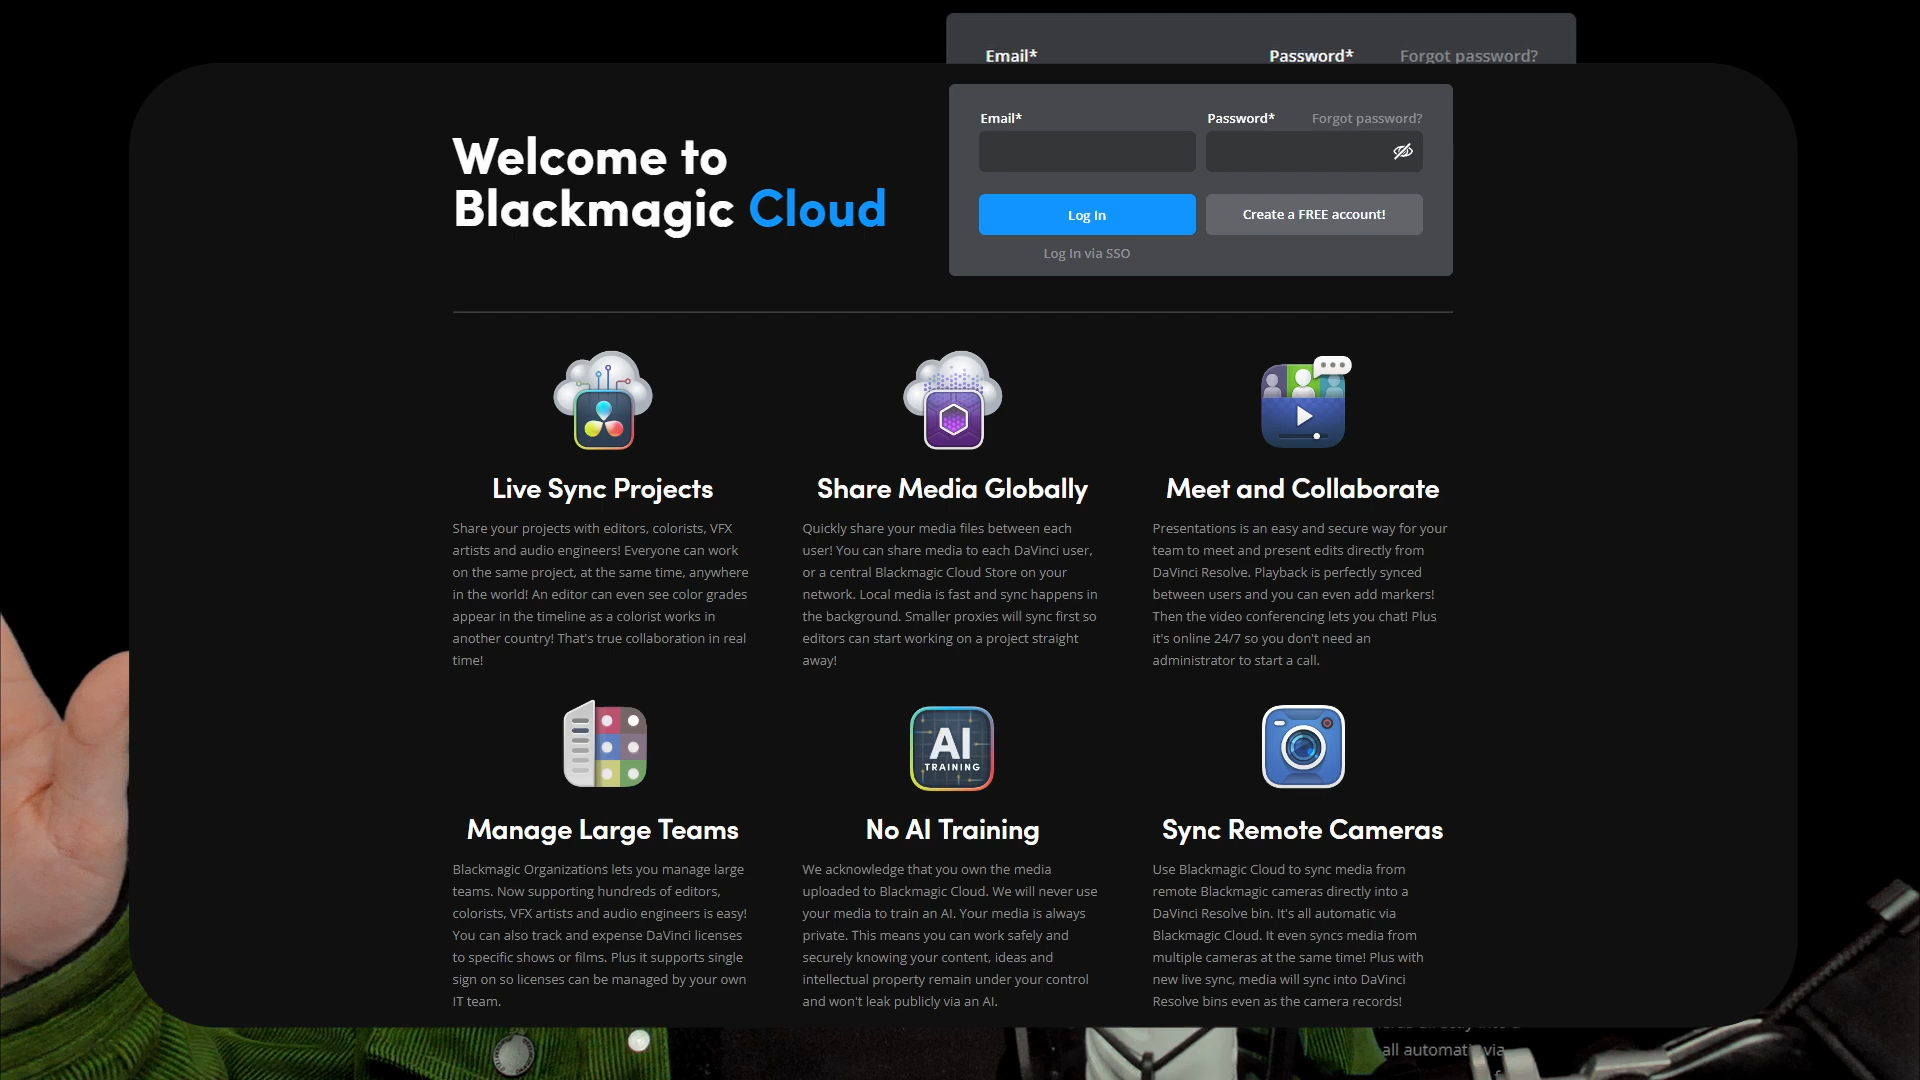 Email*
Password*
Forgot password?
Email*
Password*
Forgot password?
Welcome to
Blackmagic Cloud
Log In
Create a FREE account!
Log In via SSO
Live Sync Projects
Share your projects with editors, colorists, VFX
artists and audio engineers! Everyone can work
on the same project, at the same time, anywhere
in the world! An editor can even see color grades
appear in the timeline as a colorist works in
another country! That's true collaboration in real
time!
Share Media Globally
Quickly share your media files between each
user! You can share media to each DaVinci user,
or a central Blackmagic Cloud Store on your
network. Local media is fast and sync happens in
the background. Smaller proxies will sync first so
editors can start working on a project straight
away!
Meet and Collaborate
Presentations is an easy and secure way for your
team to meet and present edits directly from
DaVinci Resolve. Playback is perfectly synced
between users and you can even add markers!
Then the video conferencing lets you chat! Plus
it's online 24/7 so you don't need an
administrator to start a call.
Manage Large Teams
Blackmagic Organizations lets you manage large
teams. Now supporting hundreds of editors,
colorists, VFX artists and audio engineers is easy!
You can also track and expense DaVinci licenses
to specific shows or films. Plus it supports single
sign on so licenses can be managed by your own
IT team.
AI
TRAINING
No AI Training
We acknowledge that you own the media
uploaded to Blackmagic Cloud. We will never use
your media to train an AI. Your media is always
private. This means you can work safely and
securely knowing your content, ideas and
intellectual property remain under your control
and won't leak publicly via an AI.
Sync Remote Cameras
Use Blackmagic Cloud to sync media from
remote Blackmagic cameras directly into a
DaVinci Resolve bin. It's all automatic via
Blackmagic Cloud. It even syncs media from
multiple cameras at the same time! Plus with
new live sync, media will sync into DaVinci
Resolve bins even as the camera records!
all automatic via